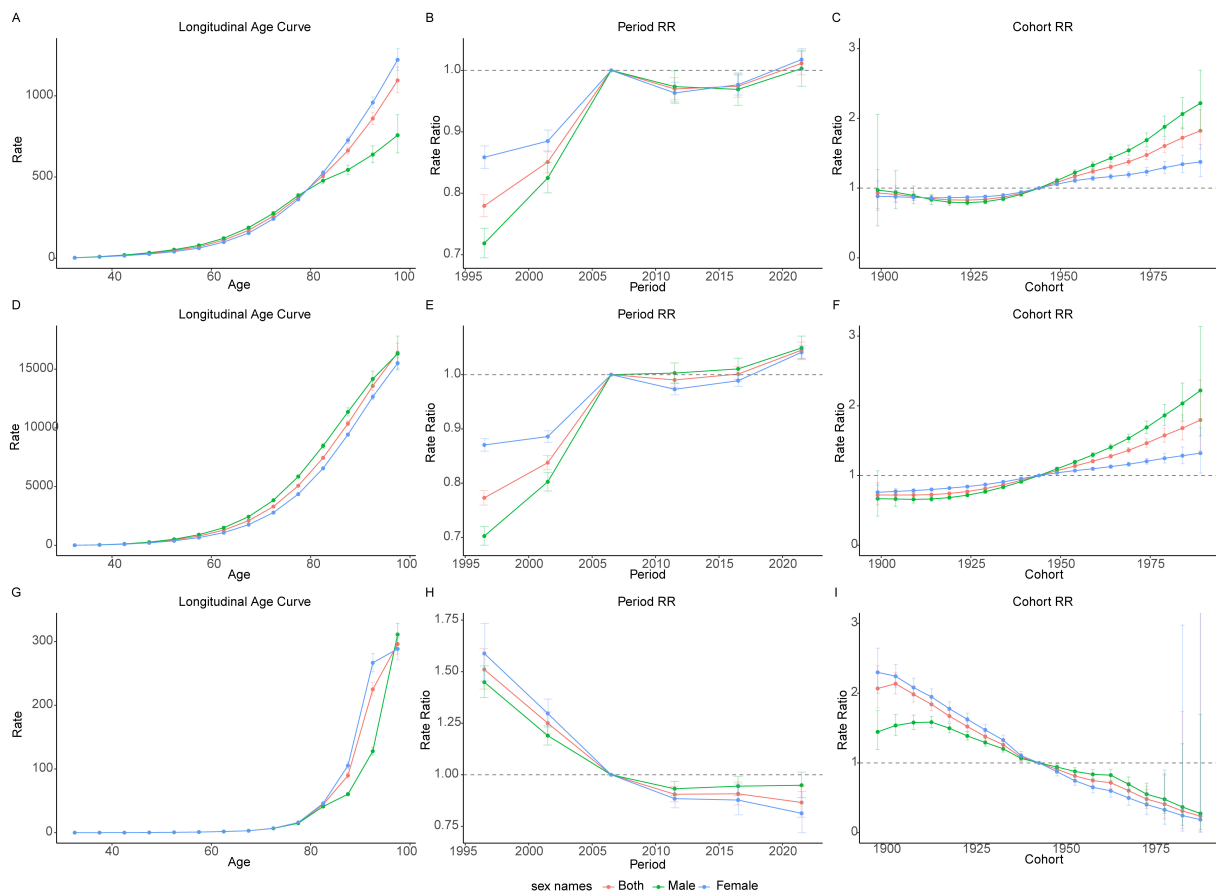 A
Longitudinal Age Curve
Rate
1000
500
0
40
60
80
100
Age
B
Period RR
Rate Ratio
1.0
0.9
0.8
0.7
1995
2000
2005
2010
2015
2020
Period
C
Cohort RR
Rate Ratio
3
2
1
0
1900
1925
1950
1975
Cohort
D
Longitudinal Age Curve
Rate
15000
10000
5000
0
40
60
80
100
Age
E
Period RR
Rate Ratio
1.0
0.9
0.8
0.7
1995
2000
2005
2010
2015
2020
Period
F
Cohort RR
Rate Ratio
3
2
1
0
1900
1925
1950
1975
Cohort
G
Longitudinal Age Curve
Rate
300
200
100
0
40
60
80
100
Age
H
Period RR
Rate Ratio
1.75
1.50
1.25
1.00
0.75
1995
2000
2005
2010
2015
2020
Period
I
Cohort RR
Rate Ratio
3
2
1
0
1900
1925
1950
1975
Cohort
sex names Both Male Female